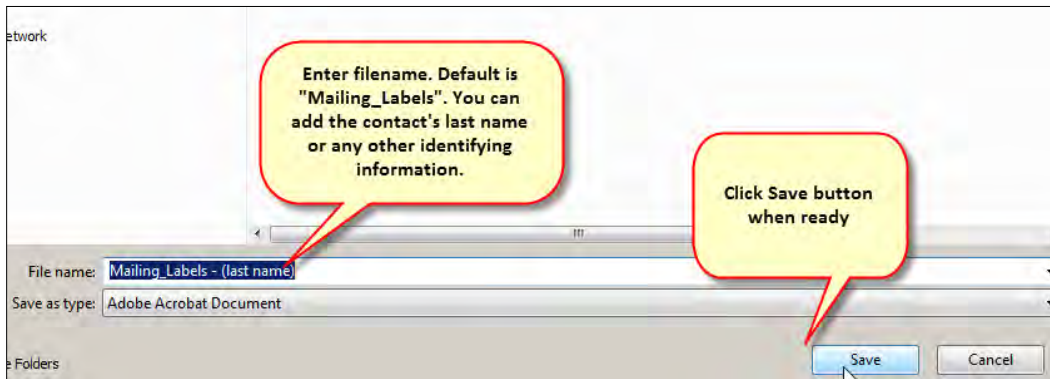 etwork
Enter filename. Default is
"Mailing_Labels". You can
add the contact's last name
or any other identifying
information.
Click Save button
when ready
File name: Mailing_Labels - (last name)
Save as type: Adobe Acrobat Document
e Folders
Save
Cancel